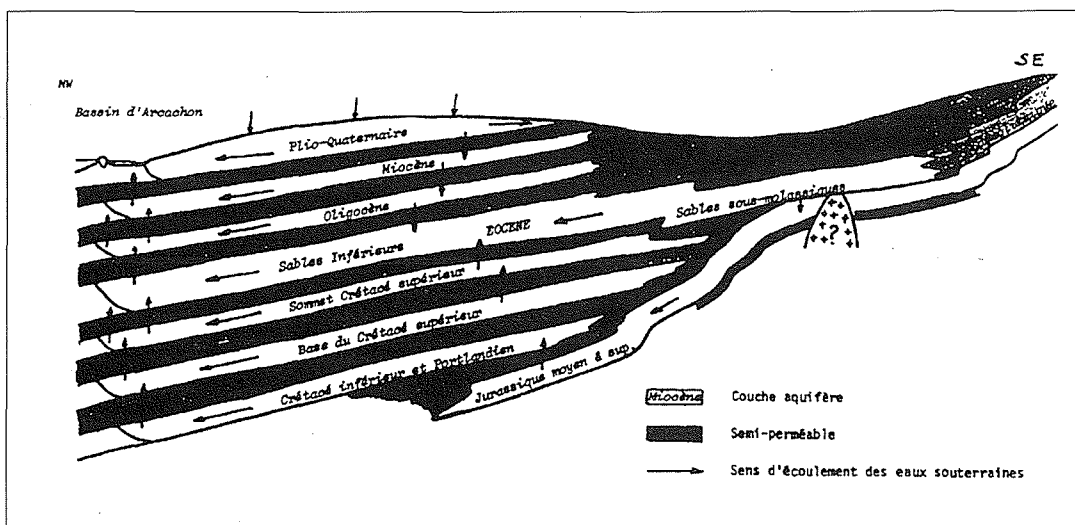 NW
SE
Bassin d'Arcachon
Plio-Quaternaire
Miocène
Oligocène
Sables sous-molassiques
EOCENE
Sables Inférieurs
?
Sommet Crétacé supérieur
Base du Crétacé supérieur
Crétacé inférieur et Portlandien
Jurassique moyen à sup.
Miocène
Couche aquifère
Semi-perméable
Sens d'écoulement des eaux souterraines